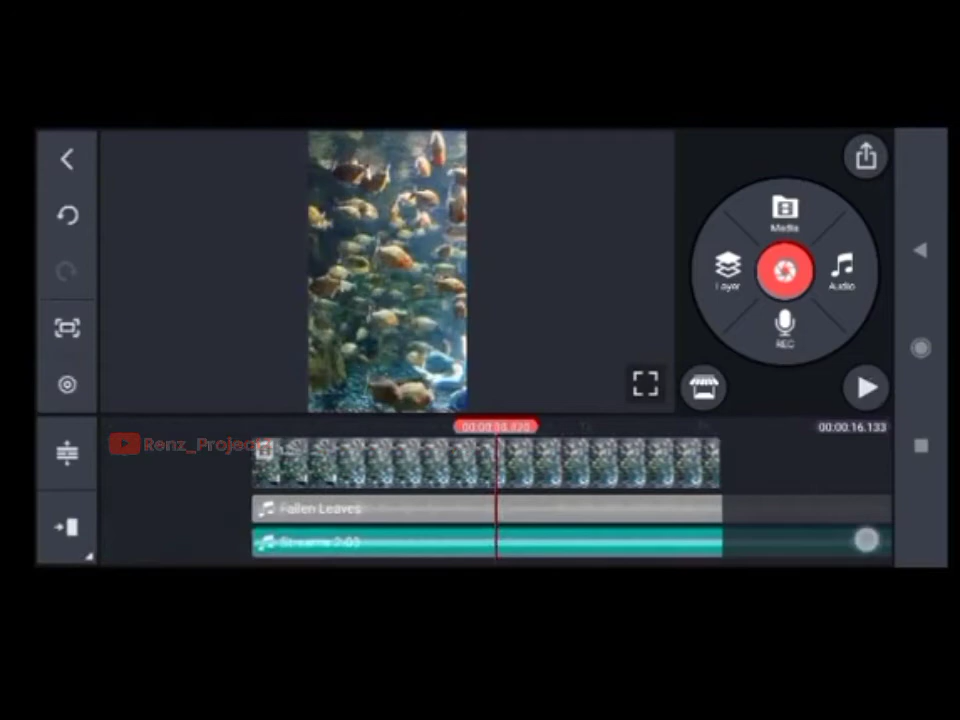 Media
Layer
Audio
REC
00:00:16.133
Renz_Project
Fallen Leaves